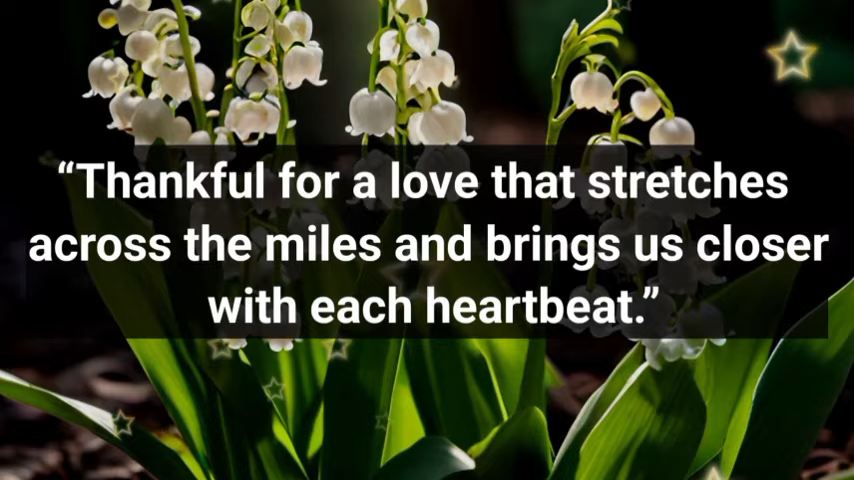 “Thankful for a love that stretches
across the miles and brings us closer
with each heartbeat.”